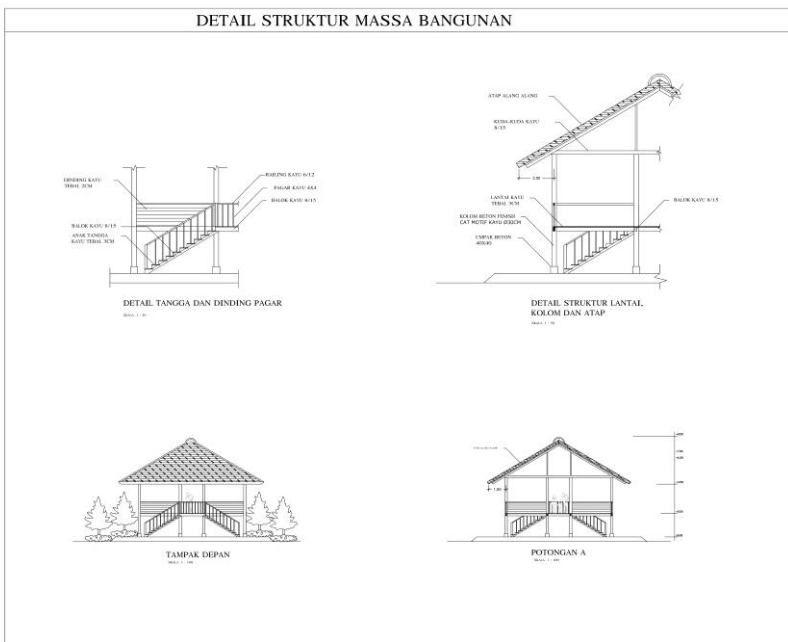 DETAIL STRUKTUR MASSA BANGUNAN
DINDING KAYU
TEBAL 2CM
BALOK KAYU 8/15
ANAK TANGGA
KAYU TEBAL 3CM
RAILING KAYU 6/12
PAGAR KAYU 4X4
BALOK KAYU 8/15
DETAIL TANGGA DAN DINDING PAGAR
ATAP ALANG ALANG
KUDA-KUDA KAYU
8/15
LANTAI KAYU
TEBAL 3CM
KOLOM BETON FINISH
CAT MOTIF KAYU Ø30CM
UMPAK BETON
40X40
BALOK KAYU 8/15
DETAIL STRUKTUR LANTAI,
KOLOM DAN ATAP
TAMPAK DEPAN
POTONGAN A